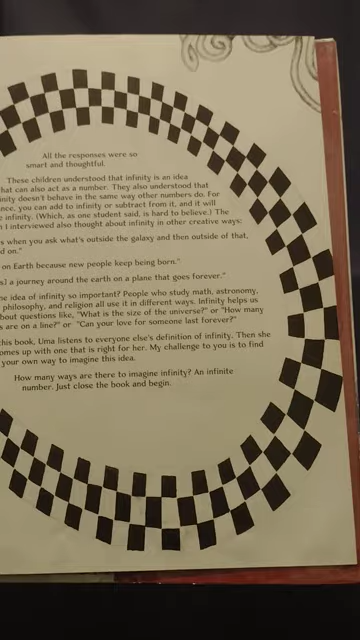 All the responses were so
smart and thoughtful.
These children understood that infinity is an idea
that can also act as a number. They also understood that
infinity doesn't behave in the same way other numbers do. For
ance, you can add to infinity or subtract from it, and it will
e infinity. (Which, as one student said, is hard to believe.) The
n I interviewed also thought about infinity in other creative ways:
s when you ask what's outside the galaxy and then outside of that,
d on."
on Earth because new people keep being born."
s] a journey around the earth on a plane that goes forever."
he idea of infinity so important? People who study math, astronomy,
philosophy, and religion all use it in different ways. Infinity helps us
bout questions like, "What is the size of the universe?" or "How many
s are on a line?" or "Can your love for someone last forever?"
this book, Uma listens to everyone else's definition of infinity. Then she
omes up with one that is right for her. My challenge to you is to find
your own way to imagine this idea.
How many ways are there to imagine infinity? An infinite
number. Just close the book and begin.